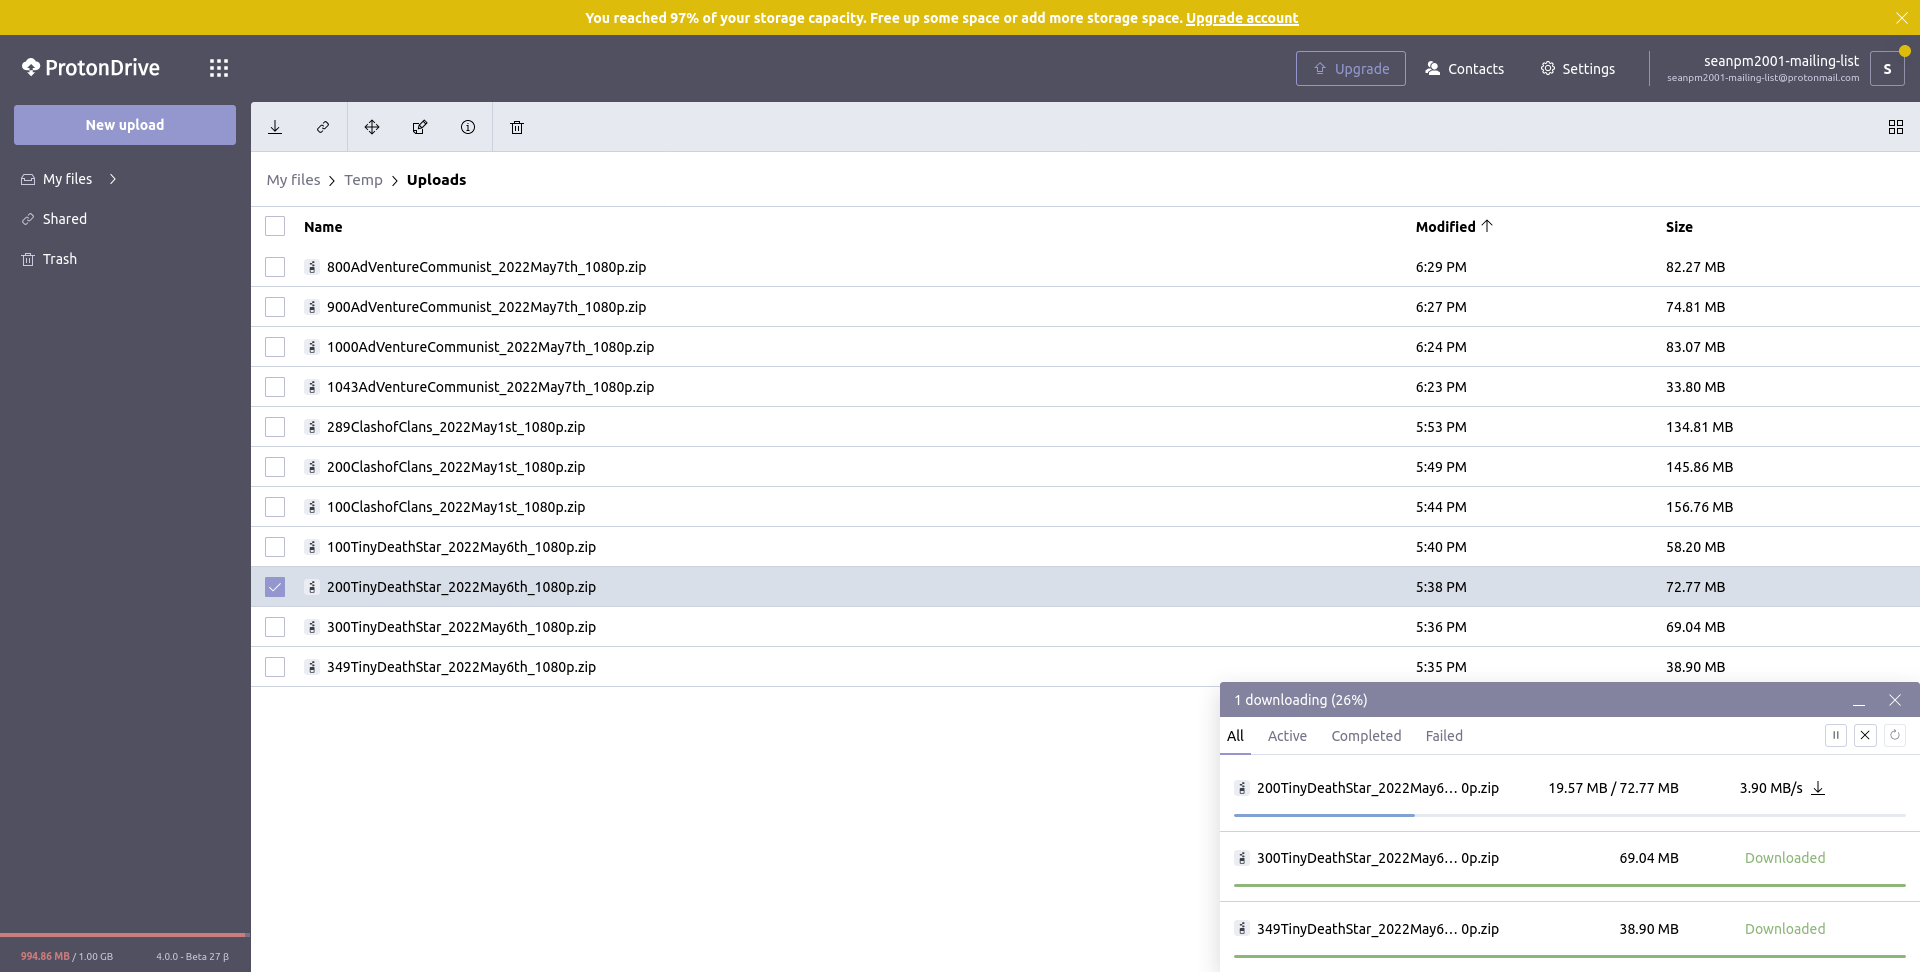 You reached 97% of your storage capacity. Free up some space or add more storage space. Upgrade account
ProtonDrive
Upgrade
Contacts
Settings
seanpm2001-mailing-list
seanpm2001-mailing-list@protonmail.com
S
New upload
My files
Shared
Trash
My files > Temp > Uploads
Name Modified Size
800AdVentureCommunist_2022May7th_1080p.zip 6:29 PM 82.27 MB
900AdVentureCommunist_2022May7th_1080p.zip 6:27 PM 74.81 MB
1000AdVentureCommunist_2022May7th_1080p.zip 6:24 PM 83.07 MB
1043AdVentureCommunist_2022May7th_1080p.zip 6:23 PM 33.80 MB
289ClashofClans_2022May1st_1080p.zip 5:53 PM 134.81 MB
200ClashofClans_2022May1st_1080p.zip 5:49 PM 145.86 MB
100ClashofClans_2022May1st_1080p.zip 5:44 PM 156.76 MB
100TinyDeathStar_2022May6th_1080p.zip 5:40 PM 58.20 MB
200TinyDeathStar_2022May6th_1080p.zip 5:38 PM 72.77 MB
300TinyDeathStar_2022May6th_1080p.zip 5:36 PM 69.04 MB
349TinyDeathStar_2022May6th_1080p.zip 5:35 PM 38.90 MB
1 downloading (26%)
All Active Completed Failed
200TinyDeathStar_2022May6... 0p.zip 19.57 MB / 72.77 MB 3.90 MB/s
300TinyDeathStar_2022May6... 0p.zip 69.04 MB Downloaded
349TinyDeathStar_2022May6... 0p.zip 38.90 MB Downloaded
994.86 MB / 1.00 GB 4.0.0 - Beta 27 β